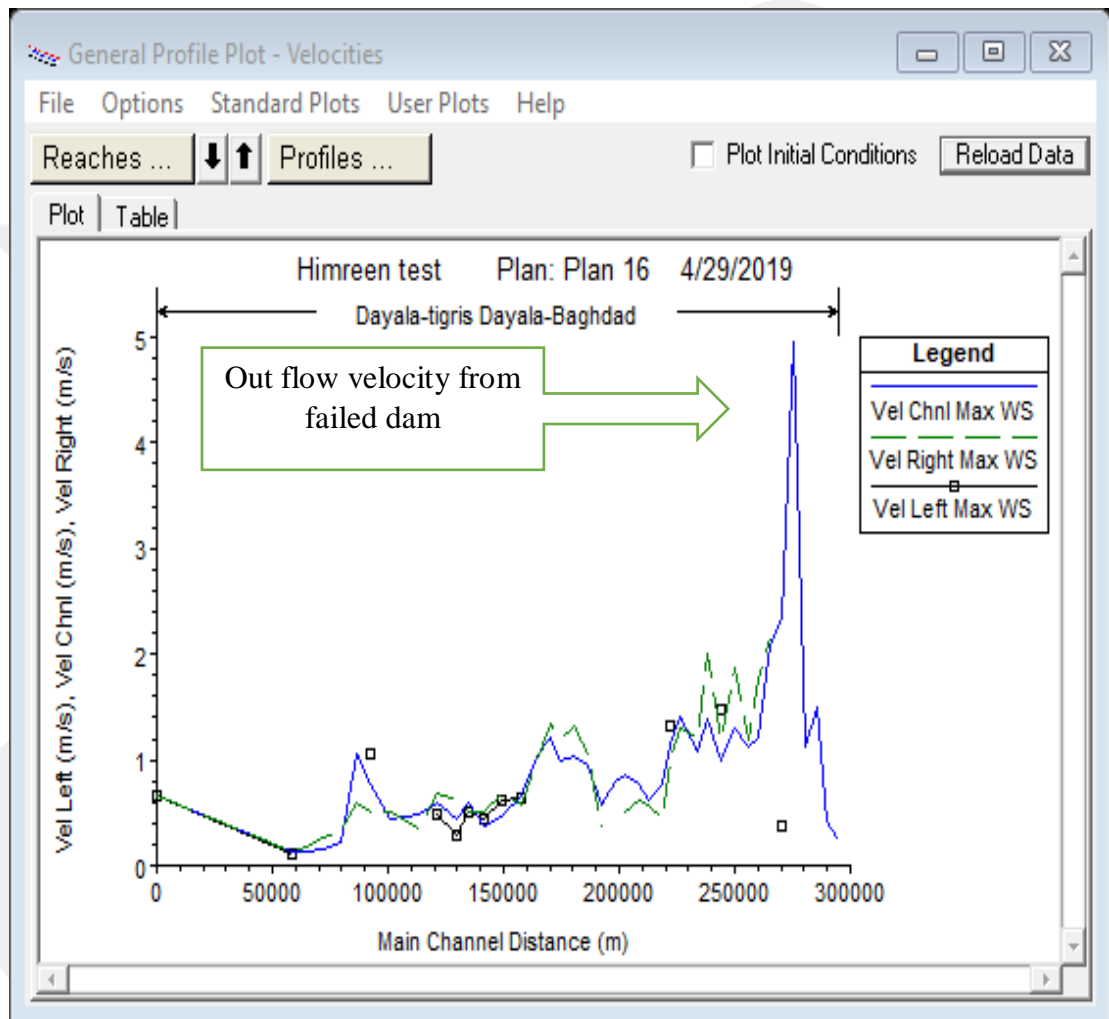 General Profile Plot - Velocities
File Options Standard Plots User Plots Help
Reaches ... Profiles ... Plot Initial Conditions Reload Data
Plot Table
Himreen test Plan: Plan 16 4/29/2019
Dayala-tigris Dayala-Baghdad
Out flow velocity from
failed dam
Legend
Vel Chnl Max WS
Vel Right Max WS
Vel Left Max WS
Vel Left (m/s), Vel Chnl (m/s), Vel Right (m/s)
5
4
3
2
1
0
0 50000 100000 150000 200000 250000 300000
Main Channel Distance (m)